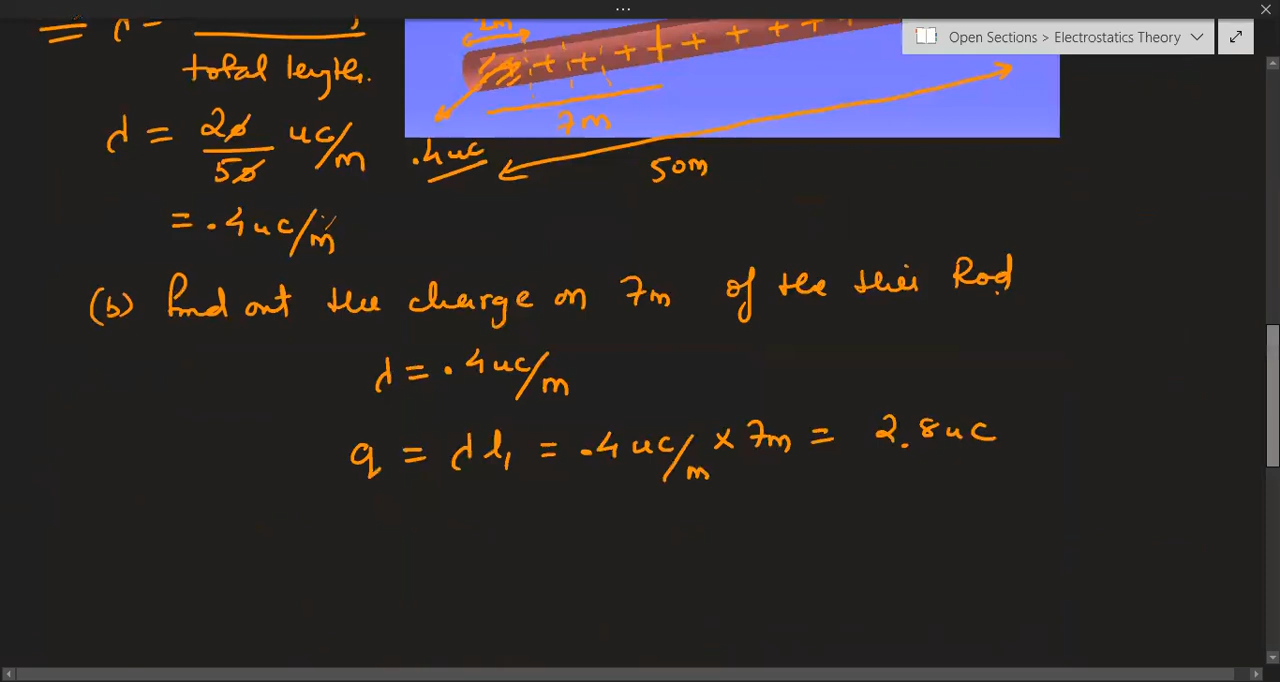 Open Sections > Electrostatics Theory
total length.
1m
7m
50m
.4uc
λ = 20/50 uc/m
= .4uc/m
(b) Find out the charge on 7m of the this Rod
λ = .4uc/m
q = λl₁ = .4uc/m × 7m = 2.8uc